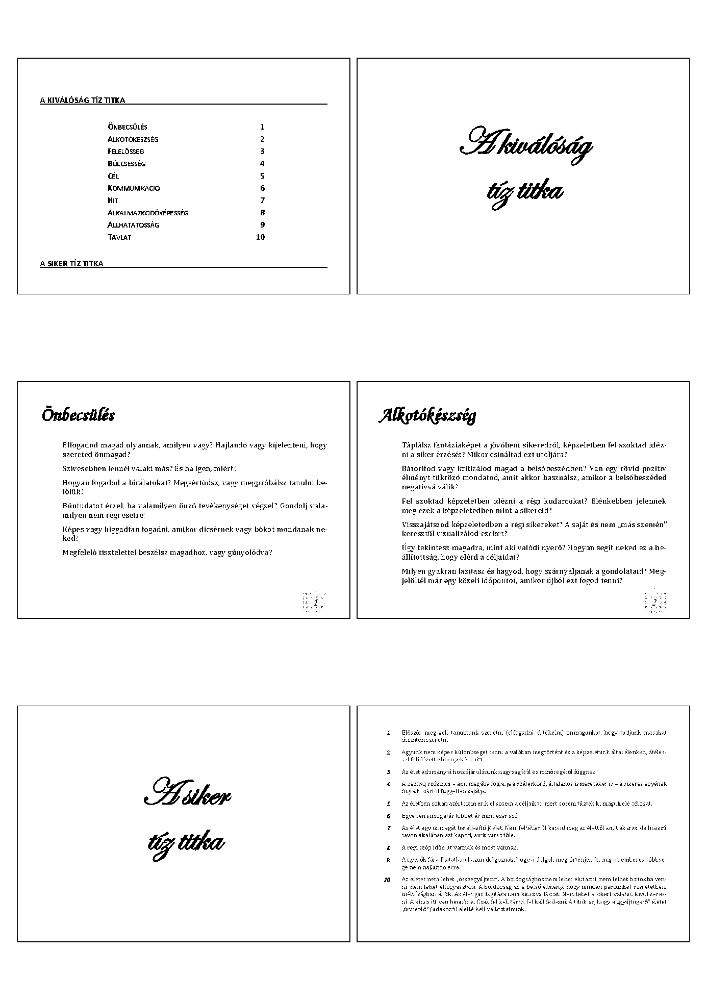 A KIVÁLÓSÁG TÍZ TITKA
ÖNBECSÜLÉS 1
ALKOTÓKÉSZSÉG 2
FELELŐSSÉG 3
BÖLCSESSÉG 4
CÉL 5
KOMMUNIKÁCIÓ 6
HIT 7
ALKALMAZKODÓKÉPESSÉG 8
ÁLLHATATOSSÁG 9
TÁVLAT 10
A SIKER TÍZ TITKA
A kiválóság
tíz titka
Önbecsülés
Elfogadod magad olyannak, amilyen vagy? Hajlandó vagy kijelenteni, hogy
szereted önmagad?
Szívesebben lennél valaki más? És ha igen, miért?
Hogyan fogadod a bírálatokat? Megsértődsz, vagy megpróbálsz tanulni be-
lőlük?
Bűntudatot érzel, ha valamilyen önző tevékenységet végzel? Gondolj vala-
milyen nem régi esetre!
Képes vagy higgadtan fogadni, amikor dicsérnek vagy bókot mondanak ne-
ked?
Megfelelő tisztelettel beszélsz magadhoz, vagy gúnyolódva?
1
Alkotókészség
Táplálsz fantáziaképet a jövőbeni sikeredről, képzeletben fel szoktad idéz-
ni a siker érzését? Mikor csináltad ezt utoljára?
Bátorítod vagy kritizálod magad a belsőbeszédben? Van egy rövid pozitív
élményt tükröző mondatod, amit akkor használsz, amikor a belsőbeszéded
negatívvá válik?
Fel szoktad képzeletben idézni a régi kudarcokat? Élénkebben jelennek
meg ezek a képzeletedben mint a sikereid?
Visszajátszod képzeletedben a régi sikereket? A saját és nem „más szemén”
keresztül vizualizálod ezeket?
Úgy tekintesz magadra, mint aki valódi nyerő? Hogyan segít neked ez a be-
állítottság, hogy elérd a céljaidat?
Milyen gyakran lazítasz és hagyod, hogy szárnyaljanak a gondolataid? Meg-
jelöltél már egy közeli időpontot, amikor újból ezt fogod tenni?
2
A siker
tíz titka
1. Először meg kell tanulnunk szeretni (elfogadni, értékelni) önmagunkat, hogy tudjunk másokat
őszintén szeretni.
2. Agyunk nem képes különbséget tenni a valóban megtörtént és a képzeletünk által élénken, átélés-
sel felidézett élmények között.
3. Az élet adományai hozzájárulásunk nagyságától és minőségétől függnek.
4. A gazdag szókincs – ami magába foglalja a széleskörű, általános ismereteket is – a sikeres egyének
foglalkozástól független sajátja.
5. Az életben sokan azért nem érik el sosem a céljaikat, mert sosem tűztek ki maguk elé célokat.
6. Egyetlen simogatás többet ér mint ezer szó.
7. Az élet egy önmagát beteljesítő jóslat. Nem feltétlenül kapod meg az élettől amit akarsz, de hosszú
távon általában azt kapod, amit vársz tőle.
8. A régi szép idők itt vannak és most vannak.
9. A nyerők fáradhatatlanul azon dolgoznak, hogy a dolgok megtörténjenek, míg az emberek többsé-
ge nem hajlandó erre.
10. Az életet nem lehet „összegyűjteni”. A boldogsághoz nem lehet elutazni, nem lehet birtokba ven-
ni, nem lehet elfogyasztani. A boldogság az a belső élmény, hogy minden percünket szeretetben,
méltóságban éljük. Az élet gazdagítása nem kincsvadászat. Nem lehet a sikert valahol kívül keres-
ni. A kincs itt van bennünk. Csak fel kell tárni, fel kell fedezni. A titok az, hogy a „gyűjtögető” életet
„ünneplő” (adakozó) életté kell változtatnunk.